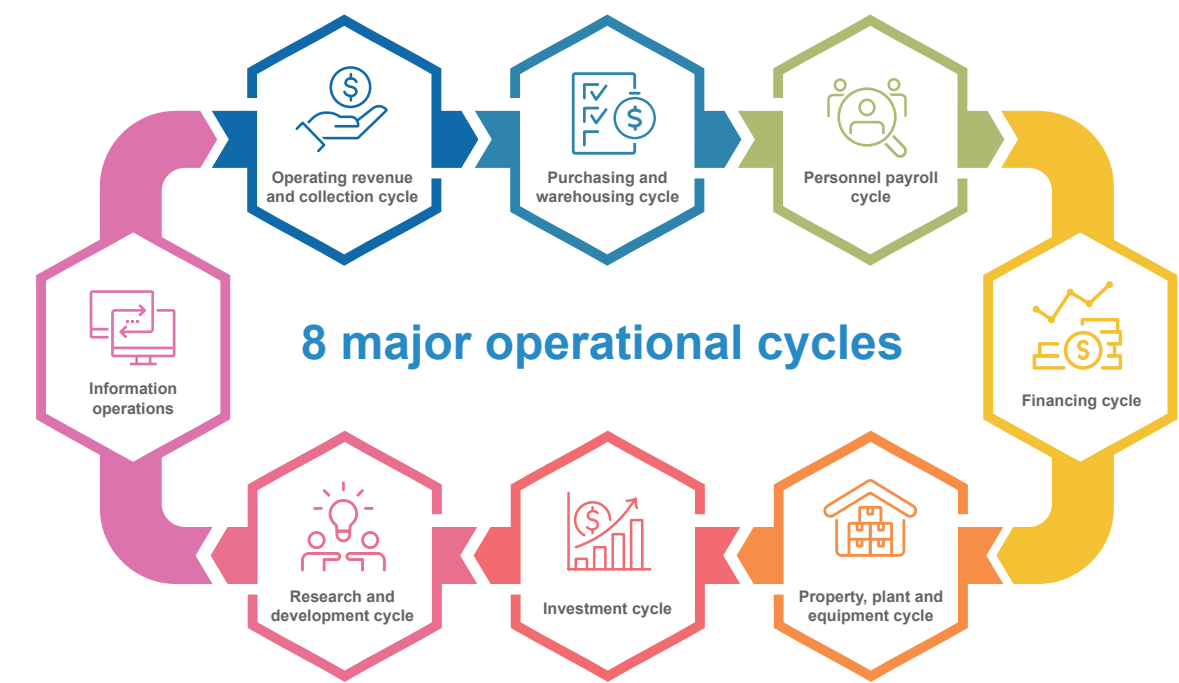 Operating revenue
and collection cycle
Purchasing and
warehousing cycle
Personnel payroll
cycle
8 major operational cycles
Information
operations
Financing cycle
Research and
development cycle
Investment cycle
Property, plant and
equipment cycle